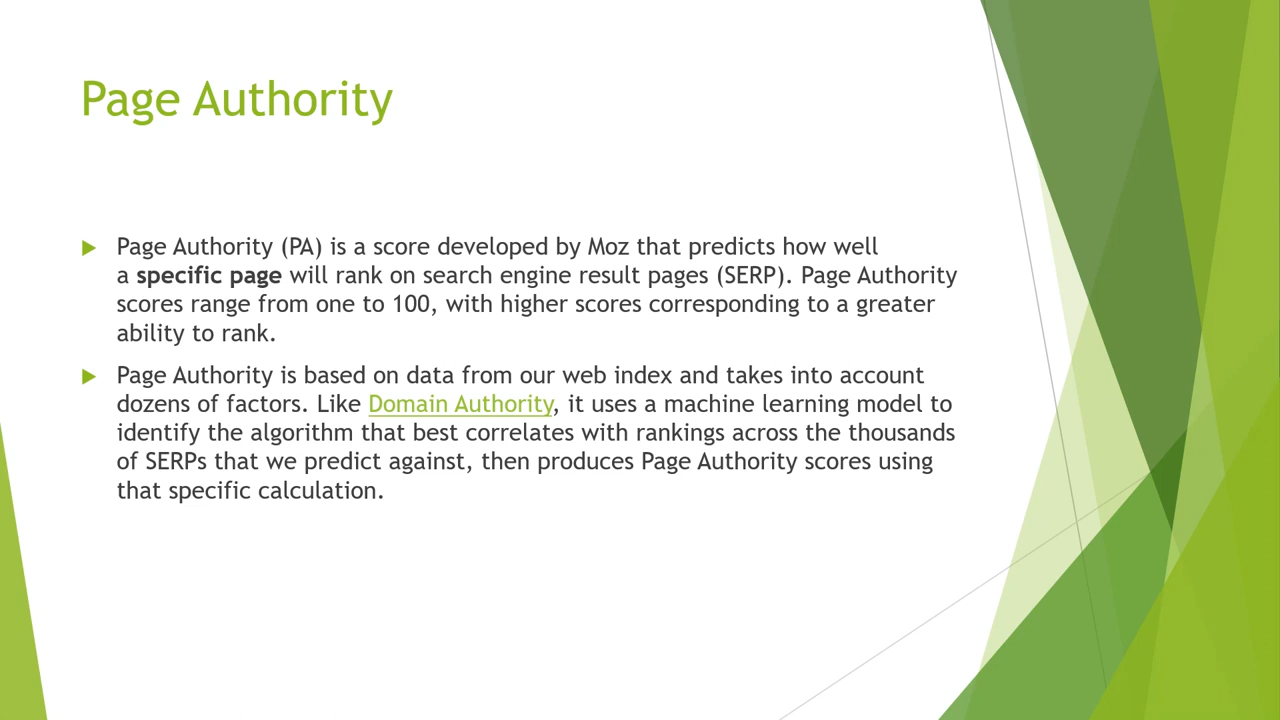 Page Authority
Page Authority (PA) is a score developed by Moz that predicts how well
a specific page will rank on search engine result pages (SERP). Page Authority
scores range from one to 100, with higher scores corresponding to a greater
ability to rank.
Page Authority is based on data from our web index and takes into account
dozens of factors. Like Domain Authority, it uses a machine learning model to
identify the algorithm that best correlates with rankings across the thousands
of SERPs that we predict against, then produces Page Authority scores using
that specific calculation.